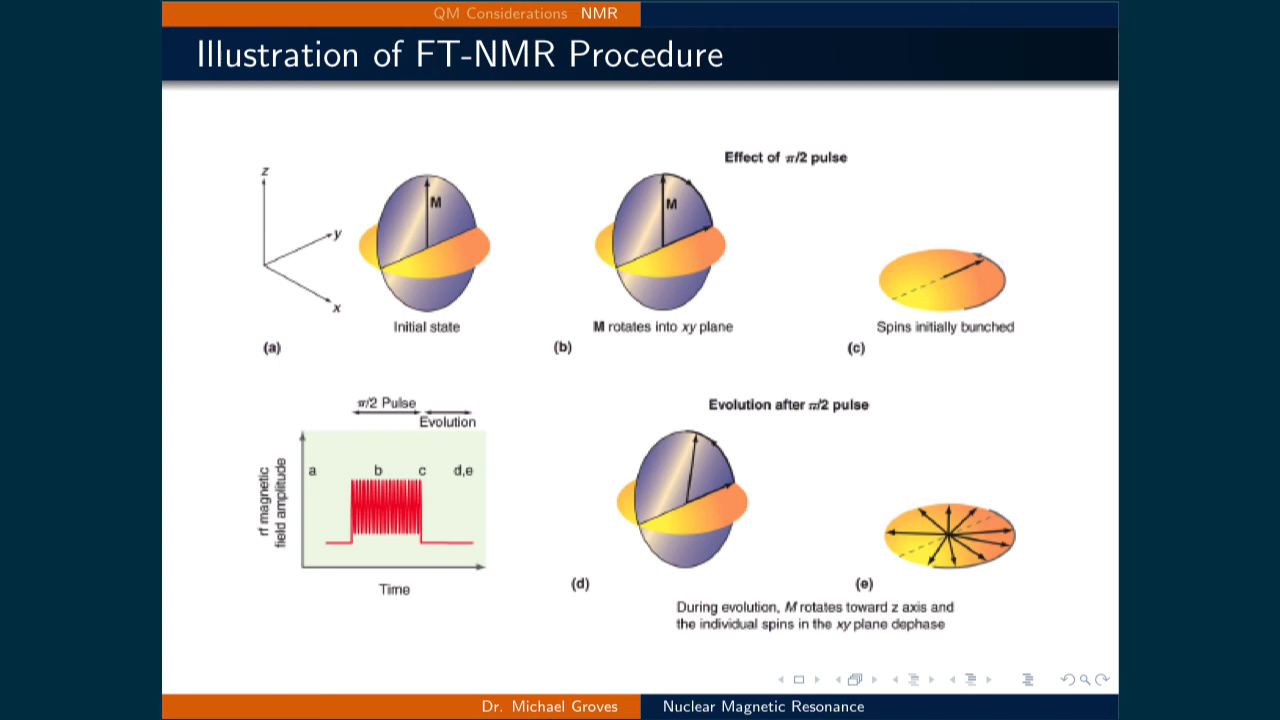 QM Considerations NMR
Illustration of FT-NMR Procedure
Effect of π/2 pulse
z
y
x
M
Initial state
(a)
M
M rotates into xy plane
(b)
Spins initially bunched
(c)
π/2 Pulse
Evolution
a b c d,e
rf magnetic
field amplitude
Time
Evolution after π/2 pulse
(d)
(e)
During evolution, M rotates toward z axis and
the individual spins in the xy plane dephase
Dr. Michael Groves
Nuclear Magnetic Resonance